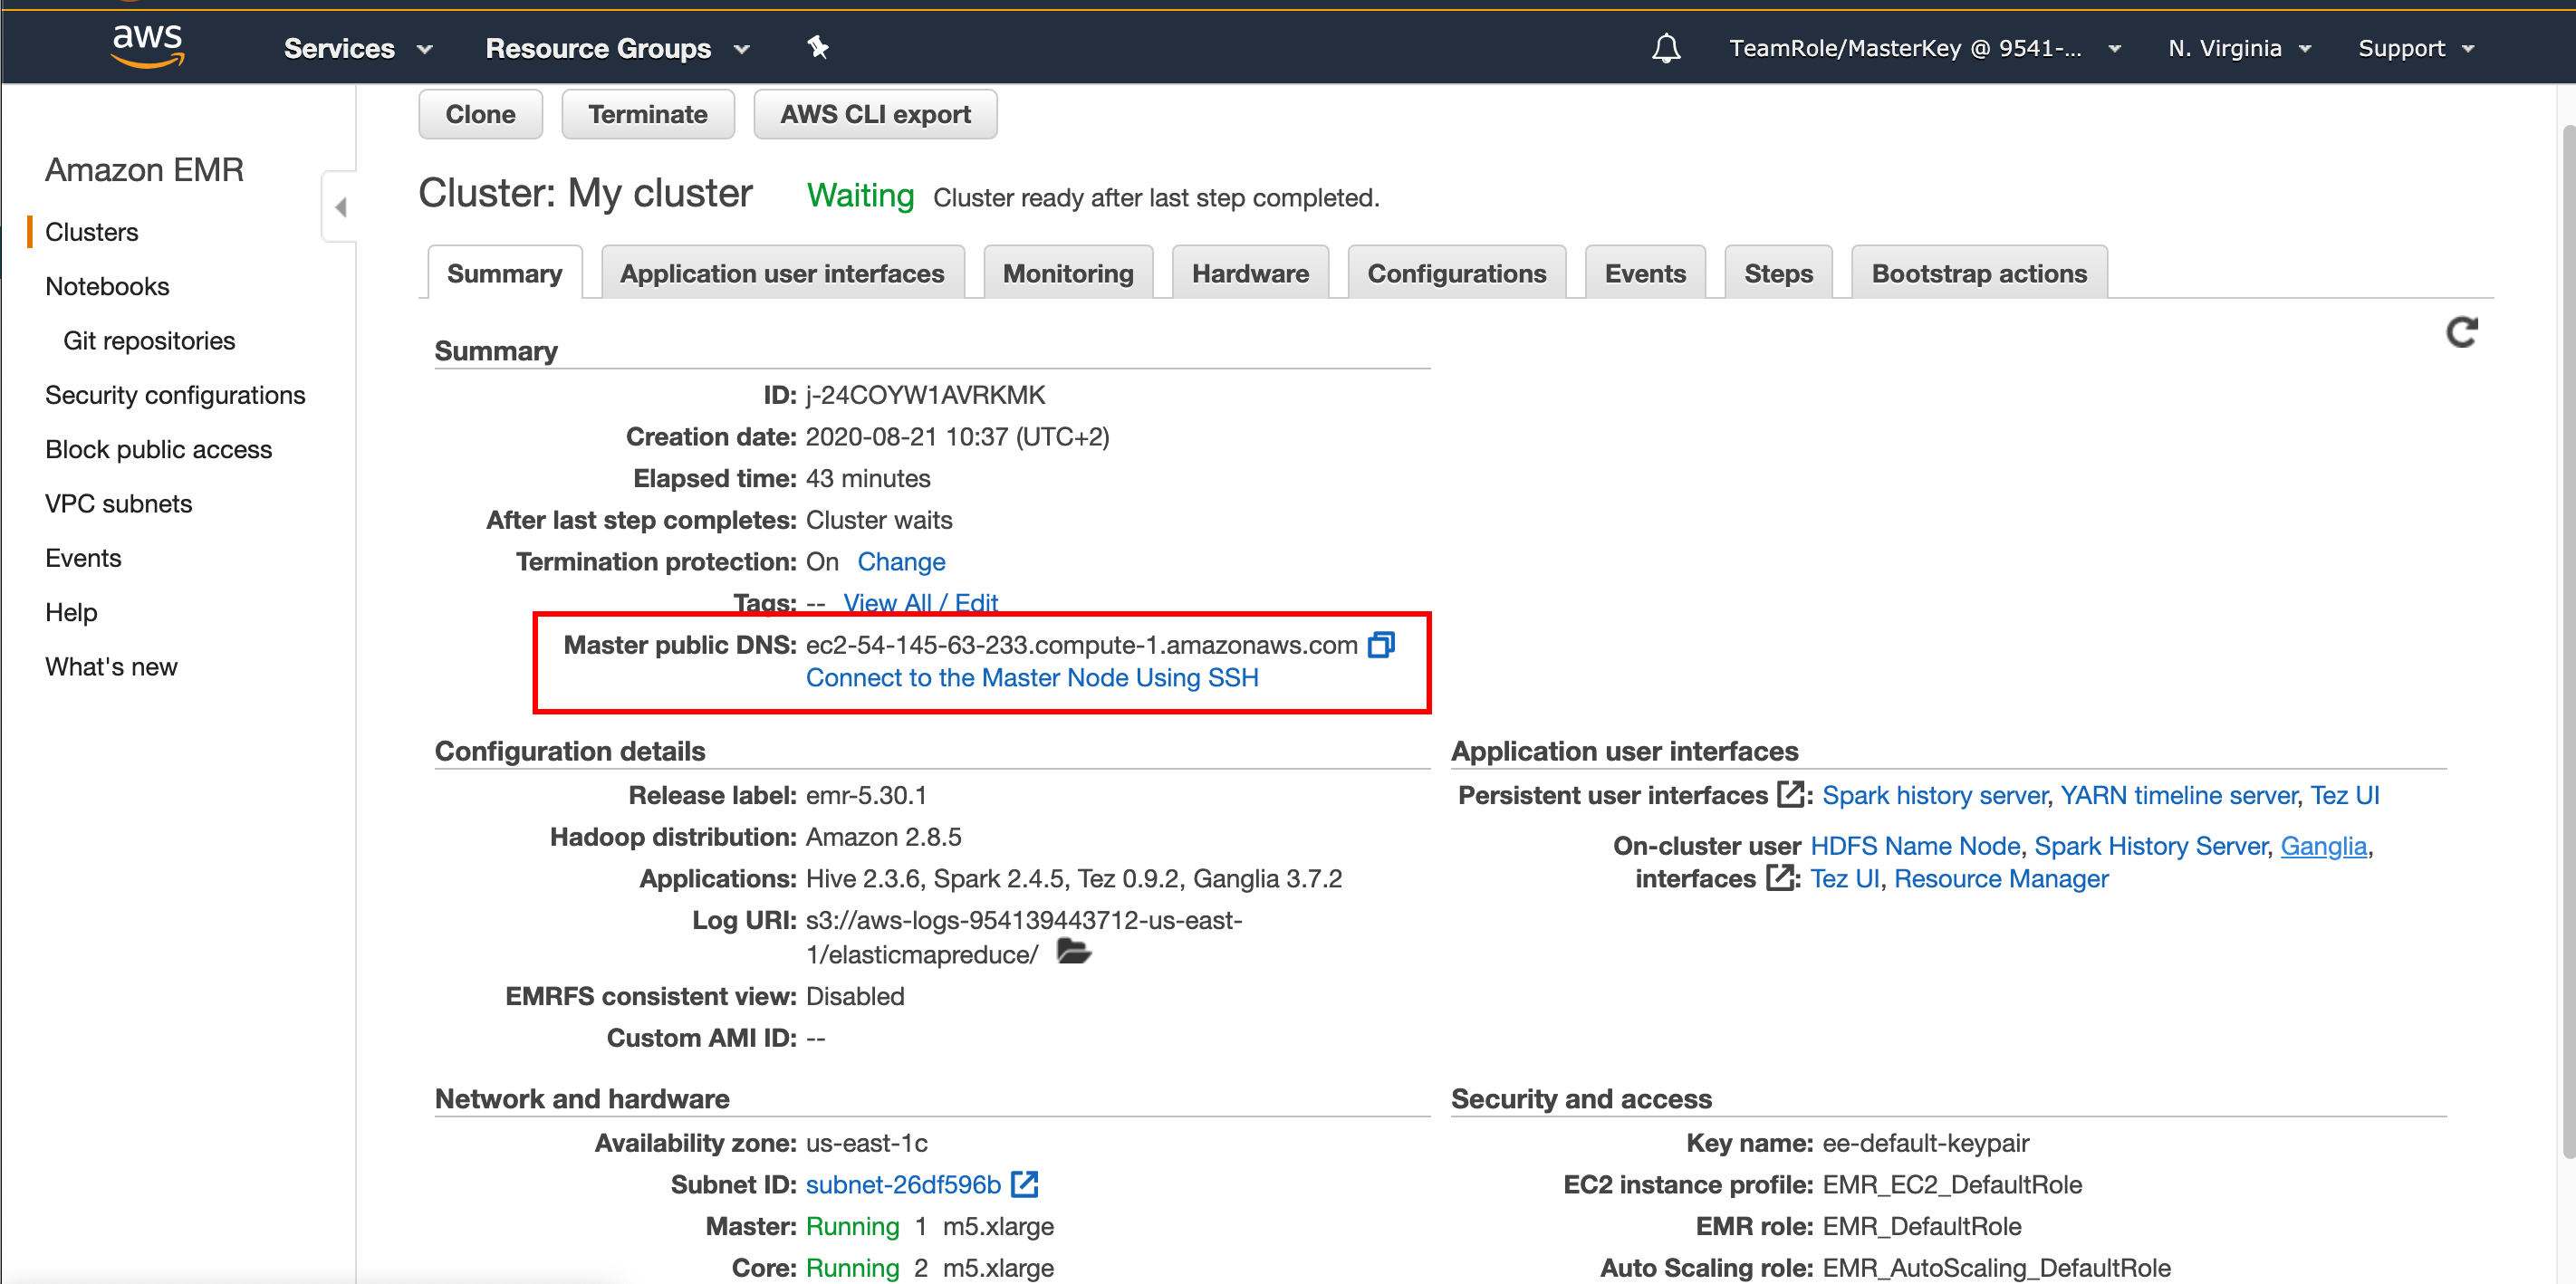 aws Services Resource Groups TeamRole/MasterKey @ 9541-... N. Virginia Support
Clone Terminate AWS CLI export
Amazon EMR
Clusters
Notebooks
Git repositories
Security configurations
Block public access
VPC subnets
Events
Help
What's new
Cluster: My cluster Waiting Cluster ready after last step completed.
Summary Application user interfaces Monitoring Hardware Configurations Events Steps Bootstrap actions
Summary
ID: j-24COYW1AVRKMK
Creation date: 2020-08-21 10:37 (UTC+2)
Elapsed time: 43 minutes
After last step completes: Cluster waits
Termination protection: On Change
Tags: -- View All / Edit
Master public DNS: ec2-54-145-63-233.compute-1.amazonaws.com
Connect to the Master Node Using SSH
Configuration details
Release label: emr-5.30.1
Hadoop distribution: Amazon 2.8.5
Applications: Hive 2.3.6, Spark 2.4.5, Tez 0.9.2, Ganglia 3.7.2
Log URI: s3://aws-logs-954139443712-us-east-
1/elasticmapreduce/
EMRFS consistent view: Disabled
Custom AMI ID: --
Application user interfaces
Persistent user interfaces : Spark history server, YARN timeline server, Tez UI
On-cluster user HDFS Name Node, Spark History Server, Ganglia,
interfaces : Tez UI, Resource Manager
Network and hardware
Availability zone: us-east-1c
Subnet ID: subnet-26df596b
Master: Running 1 m5.xlarge
Core: Running 2 m5.xlarge
Security and access
Key name: ee-default-keypair
EC2 instance profile: EMR_EC2_DefaultRole
EMR role: EMR_DefaultRole
Auto Scaling role: EMR_AutoScaling_DefaultRole